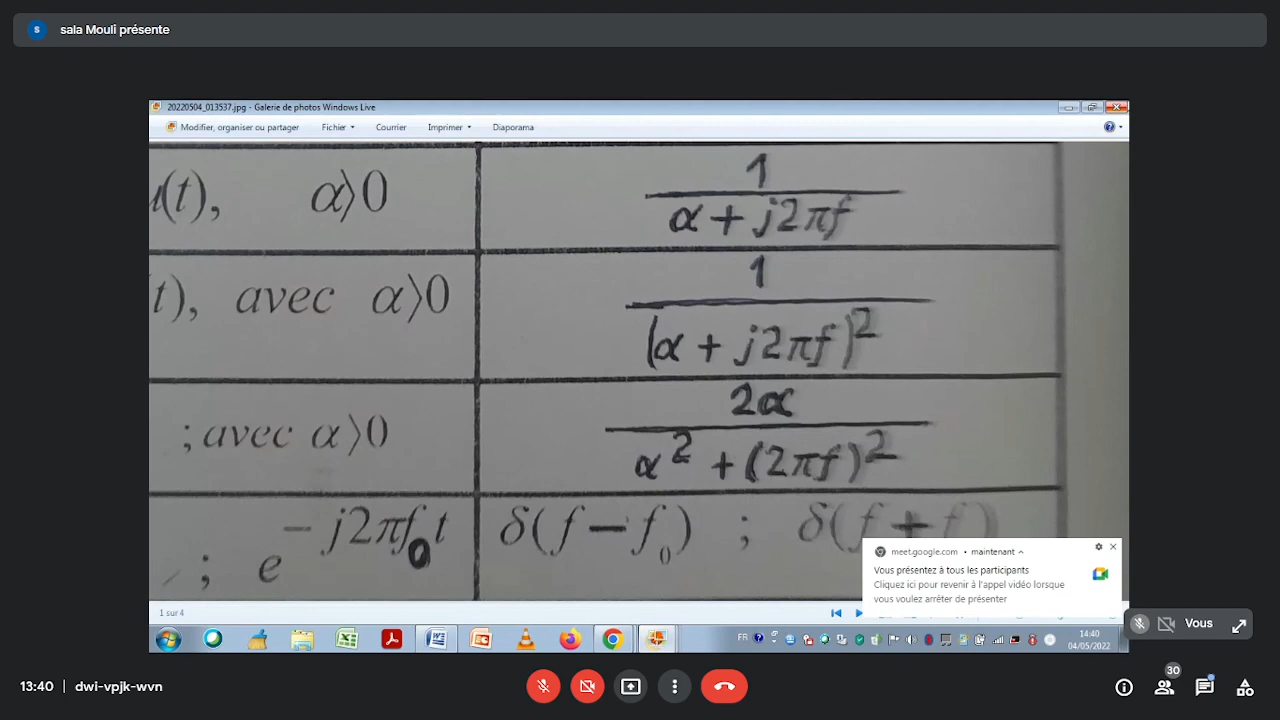 s sala Mouli présente
20220504_013537.jpg - Galerie de photos Windows Live
Modifier, organiser ou partager Fichier Courrier Imprimer Diaporama
u(t), α⟩0 1/(α + j2πf)
t), avec α⟩0 1/(α + j2πf)²
; avec α⟩0 2α/(α² + (2πf)²)
; e^(−j2πf₀t) δ(f − f₀) ; δ(f + f )
meet.google.com • maintenant
Vous présentez à tous les participants
Cliquez ici pour revenir à l'appel vidéo lorsque
vous voulez arrêter de présenter
1 sur 4
FR 14:40
04/05/2022
Vous
13:40 | dwi-vpjk-wvn
30